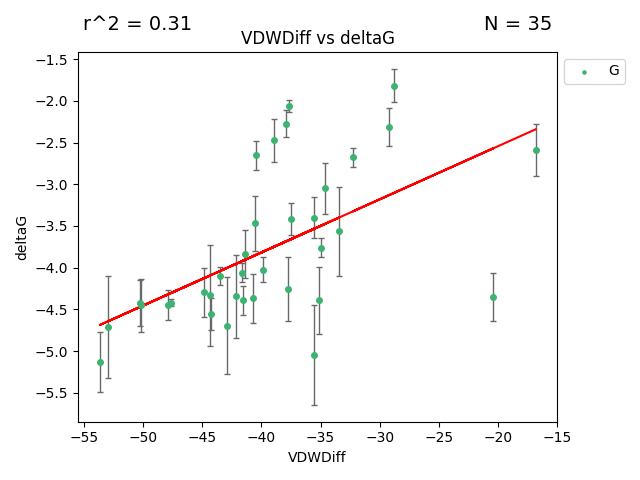 r^2 = 0.31
N = 35
VDWDiff vs deltaG
G
−1.5
−2.0
−2.5
−3.0
−3.5
−4.0
−4.5
−5.0
−5.5
deltaG
−55 −50 −45 −40 −35 −30 −25 −20 −15
VDWDiff